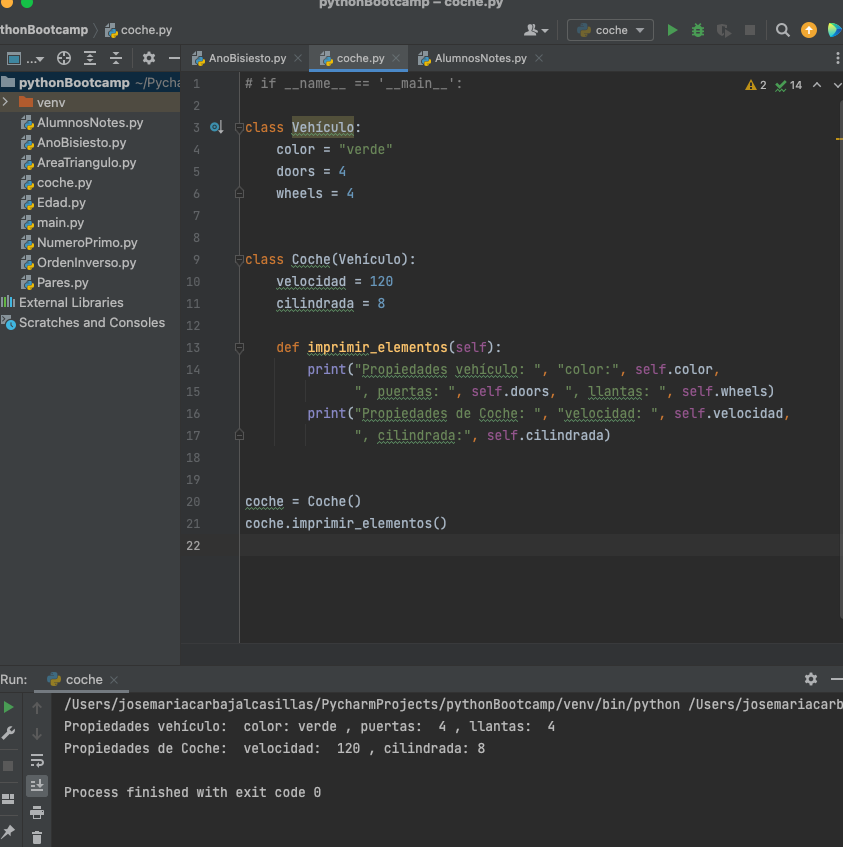 pythonBootcamp – coche.py
thonBootcamp
coche.py
coche
...
AnoBisiesto.py
coche.py
AlumnosNotes.py
pythonBootcamp ~/Pycha
venv
AlumnosNotes.py
AnoBisiesto.py
AreaTriangulo.py
coche.py
Edad.py
main.py
NumeroPrimo.py
OrdenInverso.py
Pares.py
External Libraries
Scratches and Consoles
2 14
1 # if __name__ == '__main__':
2
3 class Vehículo:
4 color = "verde"
5 doors = 4
6 wheels = 4
7
8
9 class Coche(Vehículo):
10 velocidad = 120
11 cilindrada = 8
12
13 def imprimir_elementos(self):
14 print("Propiedades vehículo: ", "color:", self.color,
15 ", puertas: ", self.doors, ", llantas: ", self.wheels)
16 print("Propiedades de Coche: ", "velocidad: ", self.velocidad,
17 ", cilindrada:", self.cilindrada)
18
19
20 coche = Coche()
21 coche.imprimir_elementos()
22
Run: coche
/Users/josemariacarbajalcasillas/PycharmProjects/pythonBootcamp/venv/bin/python /Users/josemariacarb
Propiedades vehículo:  color: verde , puertas:  4 , llantas:  4
Propiedades de Coche:  velocidad:  120 , cilindrada: 8
Process finished with exit code 0